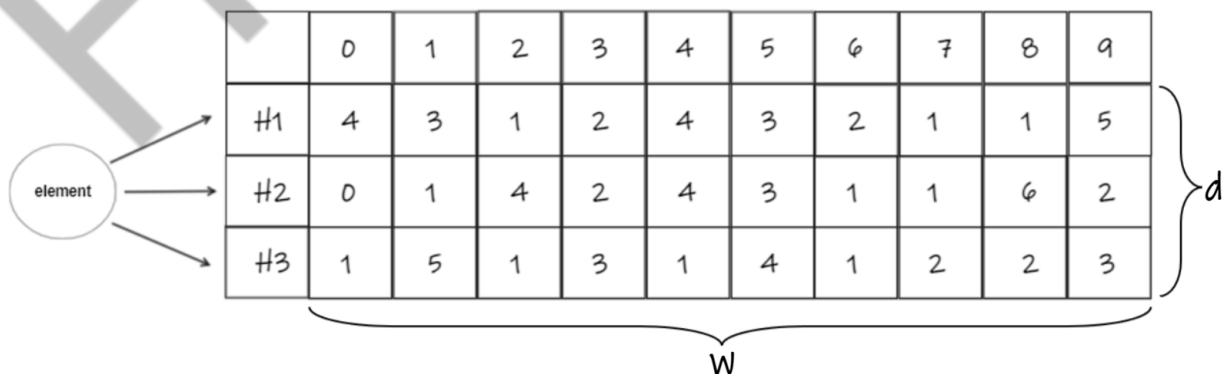 0 1 2 3 4 5 6 7 8 9
H1 4 3 1 2 4 3 2 1 1 5
element
H2 0 1 4 2 4 3 1 1 6 2
d
H3 1 5 1 3 1 4 1 2 2 3
W